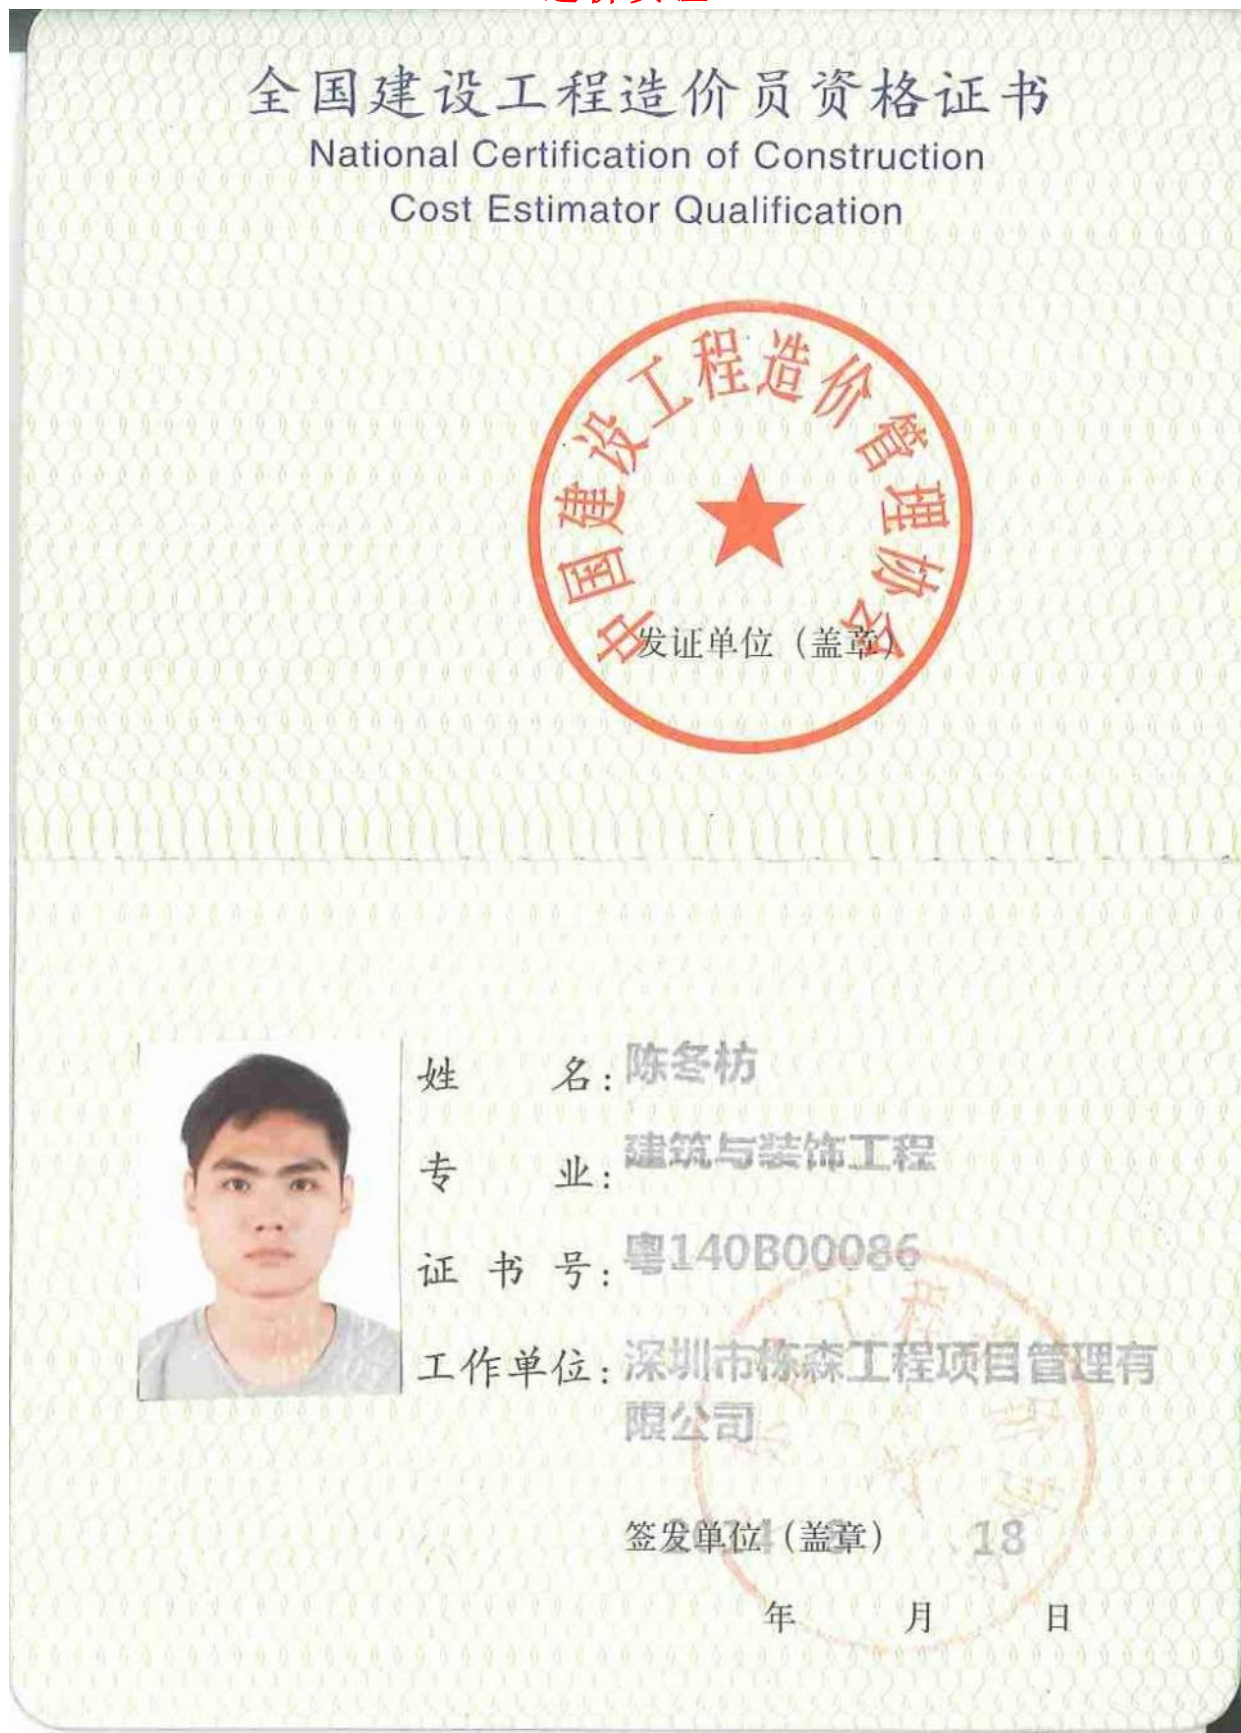 全国建设工程造价员资格证书
National Certification of Construction
Cost Estimator Qualification
中国建设工程造价管理协会
发证单位（盖章）
姓名：陈冬枋
专业：建筑与装饰工程
证书号：粤140B00086
工作单位：深圳市栋森工程项目管理有
限公司
签发单位（盖章）
2014 18
年 月 日